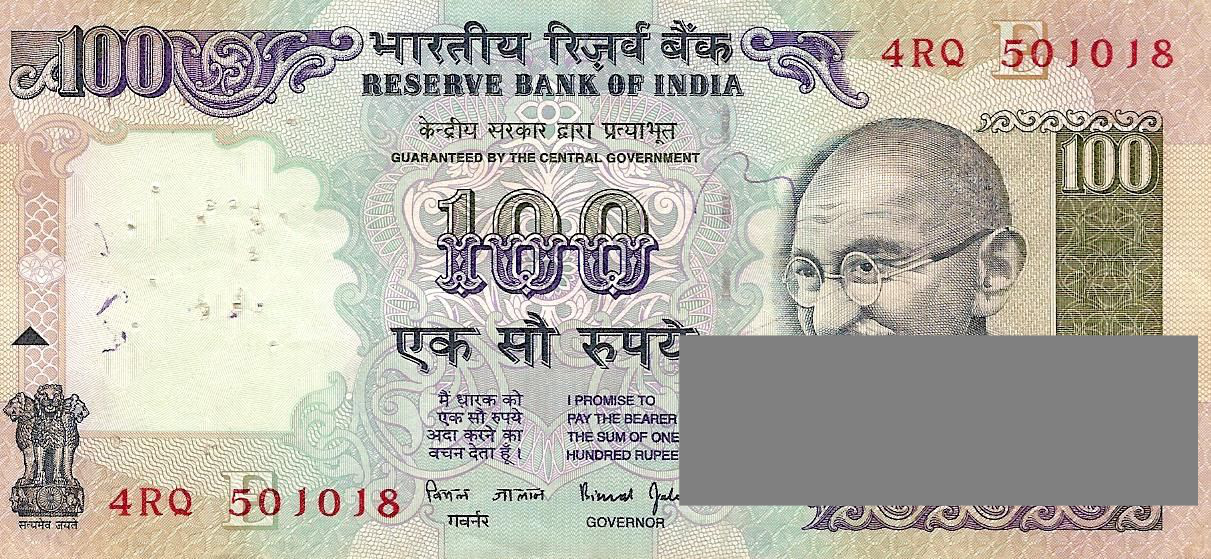 100
भारतीय रिज़र्व बैंक
RESERVE BANK OF INDIA
4RQ 501018
E
केन्द्रीय सरकार द्वारा प्रत्याभूत
GUARANTEED BY THE CENTRAL GOVERNMENT
100
100
100
एक सौ रुपये
मैं धारक को
एक सौ रुपये
अदा करने का
वचन देता हूँ।
I PROMISE TO
PAY THE BEARER
THE SUM OF ONE
HUNDRED RUPEE
विमल जालान
Bimal
गवर्नर
GOVERNOR
4RQ 501018
E
सत्यमेव जयते